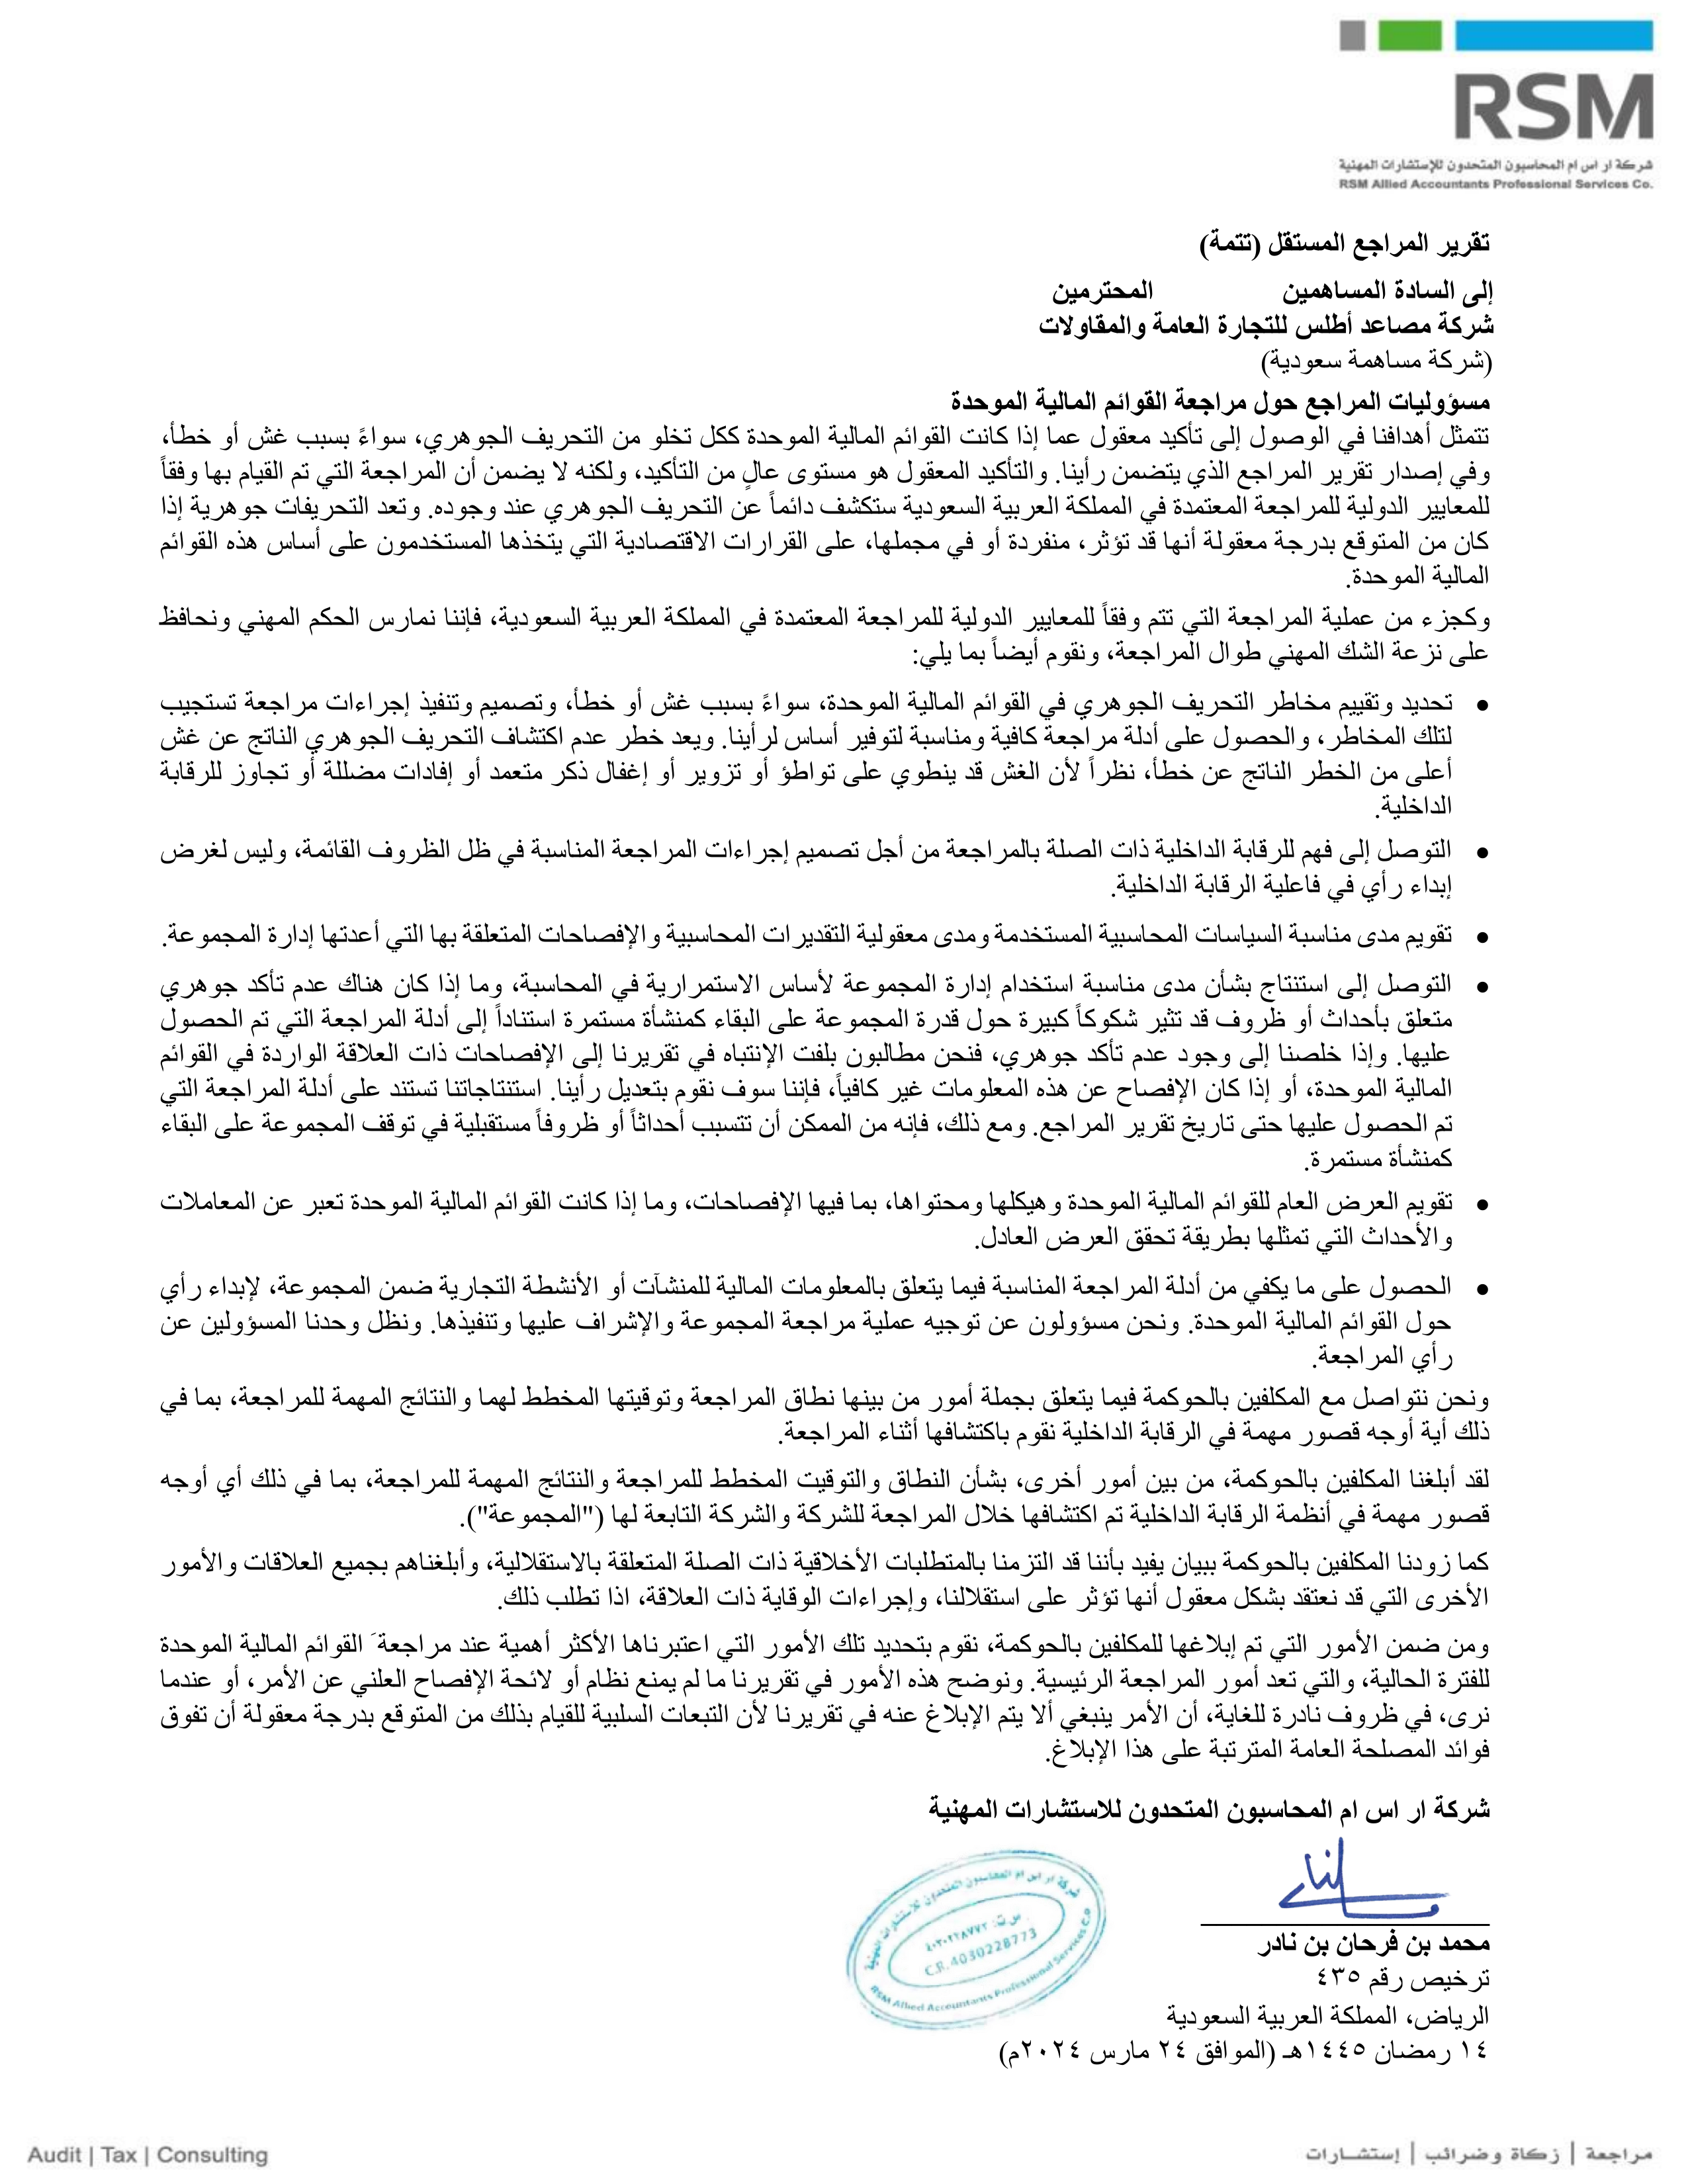 RSM
شركة ار اس ام المحاسبون المتحدون للإستشارات المهنية
RSM Allied Accountants Professional Services Co.
تقرير المراجع المستقل (تتمة)
إلى السادة المساهمين المحترمين
شركة مصاعد أطلس للتجارة العامة والمقاولات
(شركة مساهمة سعودية)
مسؤوليات المراجع حول مراجعة القوائم المالية الموحدة
تتمثل أهدافنا في الوصول إلى تأكيد معقول عما إذا كانت القوائم المالية الموحدة ككل تخلو من التحريف الجوهري، سواءً بسبب غش أو خطأ،
وفي إصدار تقرير المراجع الذي يتضمن رأينا. والتأكيد المعقول هو مستوى عالٍ من التأكيد، ولكنه لا يضمن أن المراجعة التي تم القيام بها وفقاً
للمعايير الدولية للمراجعة المعتمدة في المملكة العربية السعودية ستكشف دائماً عن التحريف الجوهري عند وجوده. وتعد التحريفات جوهرية إذا
كان من المتوقع بدرجة معقولة أنها قد تؤثر، منفردة أو في مجملها، على القرارات الاقتصادية التي يتخذها المستخدمون على أساس هذه القوائم
المالية الموحدة.
وكجزء من عملية المراجعة التي تتم وفقاً للمعايير الدولية للمراجعة المعتمدة في المملكة العربية السعودية، فإننا نمارس الحكم المهني ونحافظ
على نزعة الشك المهني طوال المراجعة، ونقوم أيضاً بما يلي:
• تحديد وتقييم مخاطر التحريف الجوهري في القوائم المالية الموحدة، سواءً بسبب غش أو خطأ، وتصميم وتنفيذ إجراءات مراجعة تستجيب
لتلك المخاطر، والحصول على أدلة مراجعة كافية ومناسبة لتوفير أساس لرأينا. ويعد خطر عدم اكتشاف التحريف الجوهري الناتج عن غش
أعلى من الخطر الناتج عن خطأ، نظراً لأن الغش قد ينطوي على تواطؤ أو تزوير أو إغفال ذكر متعمد أو إفادات مضللة أو تجاوز للرقابة
الداخلية.
• التوصل إلى فهم للرقابة الداخلية ذات الصلة بالمراجعة من أجل تصميم إجراءات المراجعة المناسبة في ظل الظروف القائمة، وليس لغرض
إبداء رأي في فاعلية الرقابة الداخلية.
• تقويم مدى مناسبة السياسات المحاسبية المستخدمة ومدى معقولية التقديرات المحاسبية والإفصاحات المتعلقة بها التي أعدتها إدارة المجموعة.
• التوصل إلى استنتاج بشأن مدى مناسبة استخدام إدارة المجموعة لأساس الاستمرارية في المحاسبة، وما إذا كان هناك عدم تأكد جوهري
متعلق بأحداث أو ظروف قد تثير شكوكاً كبيرة حول قدرة المجموعة على البقاء كمنشأة مستمرة استناداً إلى أدلة المراجعة التي تم الحصول
عليها. وإذا خلصنا إلى وجود عدم تأكد جوهري، فنحن مطالبون بلفت الإنتباه في تقريرنا إلى الإفصاحات ذات العلاقة الواردة في القوائم
المالية الموحدة، أو إذا كان الإفصاح عن هذه المعلومات غير كافياً، فإننا سوف نقوم بتعديل رأينا. استنتاجاتنا تستند على أدلة المراجعة التي
تم الحصول عليها حتى تاريخ تقرير المراجع. ومع ذلك، فإنه من الممكن أن تتسبب أحداثاً أو ظروفاً مستقبلية في توقف المجموعة على البقاء
كمنشأة مستمرة.
• تقويم العرض العام للقوائم المالية الموحدة وهيكلها ومحتواها، بما فيها الإفصاحات، وما إذا كانت القوائم المالية الموحدة تعبر عن المعاملات
والأحداث التي تمثلها بطريقة تحقق العرض العادل.
• الحصول على ما يكفي من أدلة المراجعة المناسبة فيما يتعلق بالمعلومات المالية للمنشآت أو الأنشطة التجارية ضمن المجموعة، لإبداء رأي
حول القوائم المالية الموحدة. ونحن مسؤولون عن توجيه عملية مراجعة المجموعة والإشراف عليها وتنفيذها. ونظل وحدنا المسؤولين عن
رأي المراجعة.
ونحن نتواصل مع المكلفين بالحوكمة فيما يتعلق بجملة أمور من بينها نطاق المراجعة وتوقيتها المخطط لهما والنتائج المهمة للمراجعة، بما في
ذلك أية أوجه قصور مهمة في الرقابة الداخلية نقوم باكتشافها أثناء المراجعة.
لقد أبلغنا المكلفين بالحوكمة، من بين أمور أخرى، بشأن النطاق والتوقيت المخطط للمراجعة والنتائج المهمة للمراجعة، بما في ذلك أي أوجه
قصور مهمة في أنظمة الرقابة الداخلية تم اكتشافها خلال المراجعة للشركة والشركة التابعة لها ("المجموعة").
كما زودنا المكلفين بالحوكمة ببيان يفيد بأننا قد التزمنا بالمتطلبات الأخلاقية ذات الصلة المتعلقة بالاستقلالية، وأبلغناهم بجميع العلاقات والأمور
الأخرى التي قد نعتقد بشكل معقول أنها تؤثر على استقلالنا، وإجراءات الوقاية ذات العلاقة، اذا تطلب ذلك.
ومن ضمن الأمور التي تم إبلاغها للمكلفين بالحوكمة، نقوم بتحديد تلك الأمور التي اعتبرناها الأكثر أهمية عند مراجعةَ القوائم المالية الموحدة
للفترة الحالية، والتي تعد أمور المراجعة الرئيسية. ونوضح هذه الأمور في تقريرنا ما لم يمنع نظام أو لائحة الإفصاح العلني عن الأمر، أو عندما
نرى، في ظروف نادرة للغاية، أن الأمر ينبغي ألا يتم الإبلاغ عنه في تقريرنا لأن التبعات السلبية للقيام بذلك من المتوقع بدرجة معقولة أن تفوق
فوائد المصلحة العامة المترتبة على هذا الإبلاغ.
شركة ار اس ام المحاسبون المتحدون للاستشارات المهنية
شركة ار اس ام المحاسبون المتحدون للاستشارات المهنية
س.ت: ٤٠٣٠٢٢٨٧٧٣
C.R. 4030228773
RSM Allied Accountants Professional Services Co
محمد بن فرحان بن نادر
ترخيص رقم ٤٣٥
الرياض، المملكة العربية السعودية
١٤ رمضان ١٤٤٥هـ (الموافق ٢٤ مارس ٢٠٢٤م)
Audit | Tax | Consulting
مراجعة | زكاة وضرائب | إستشارات